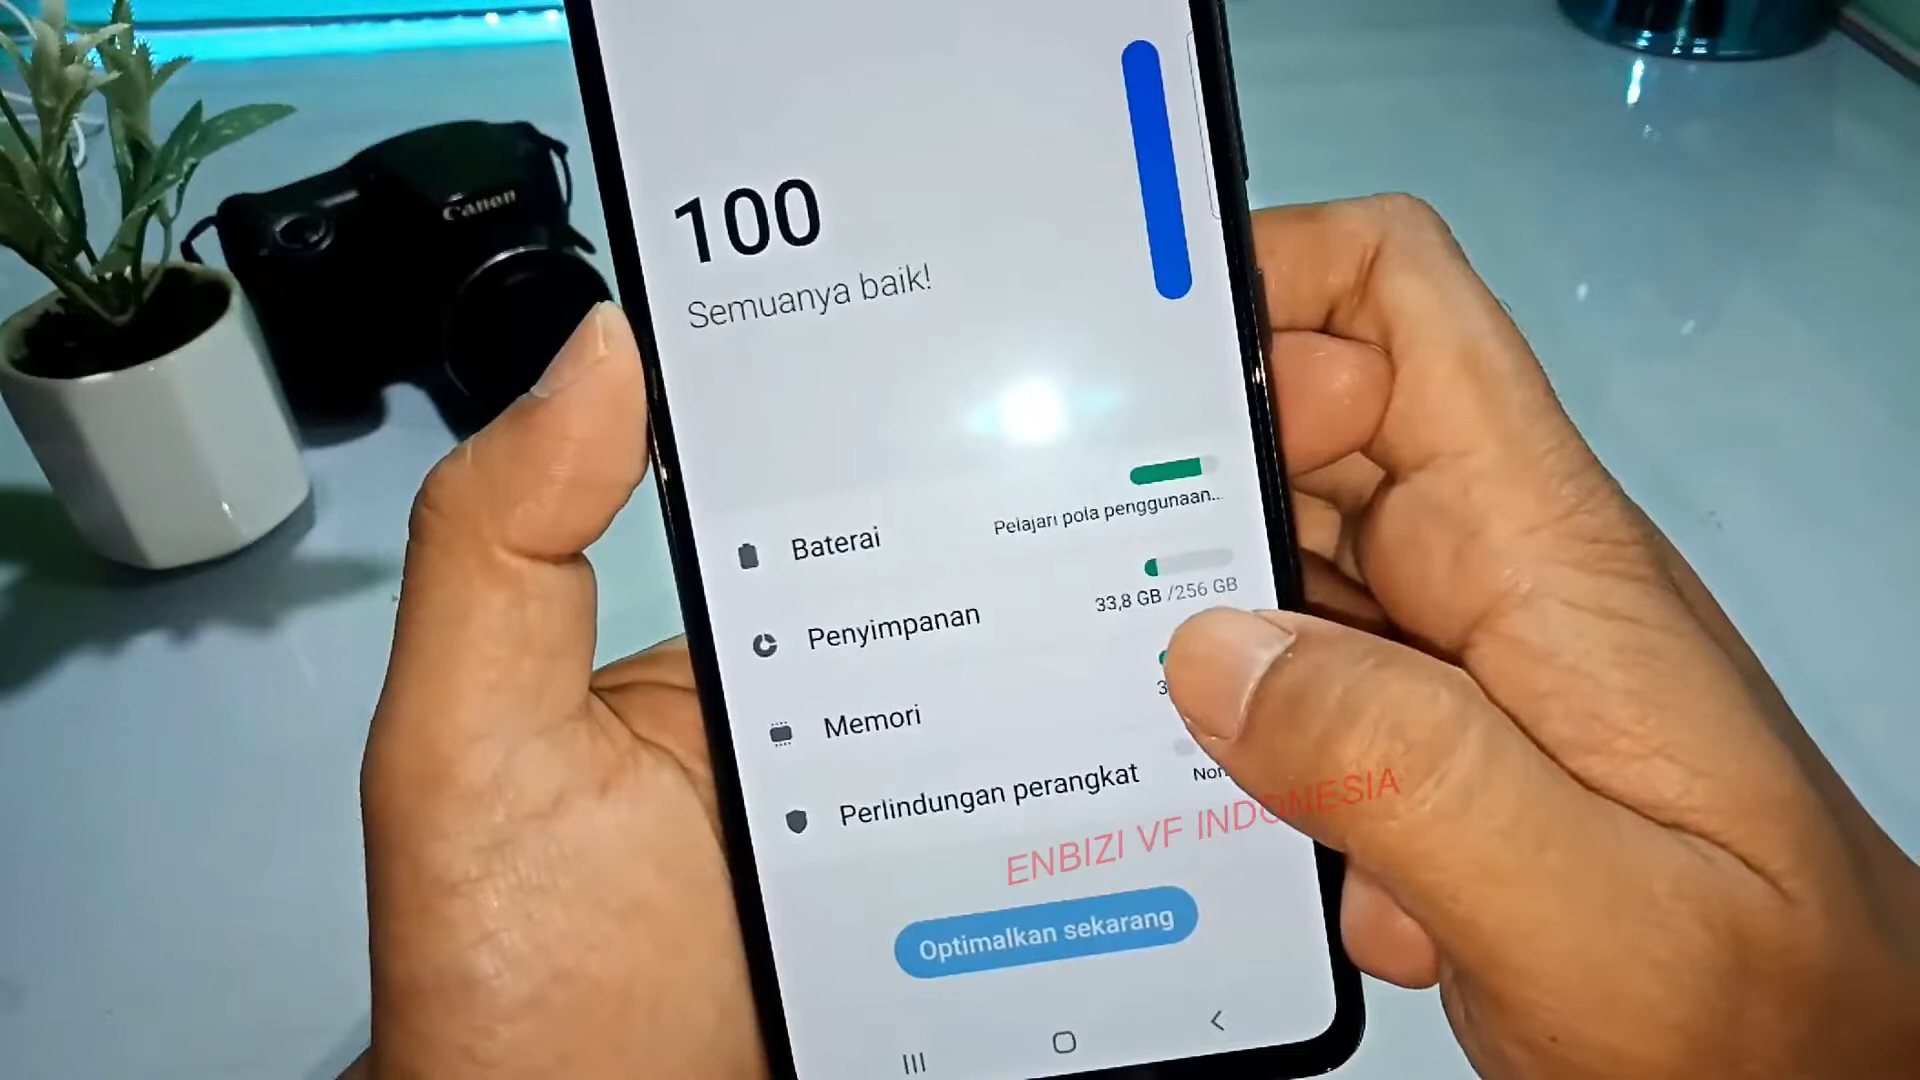 Canon
100
Semuanya baik!
Baterai
Pelajari pola penggunaan...
Penyimpanan
33,8 GB /256 GB
Memori
Perlindungan perangkat
ENBIZI VF INDONESIA
Optimalkan sekarang